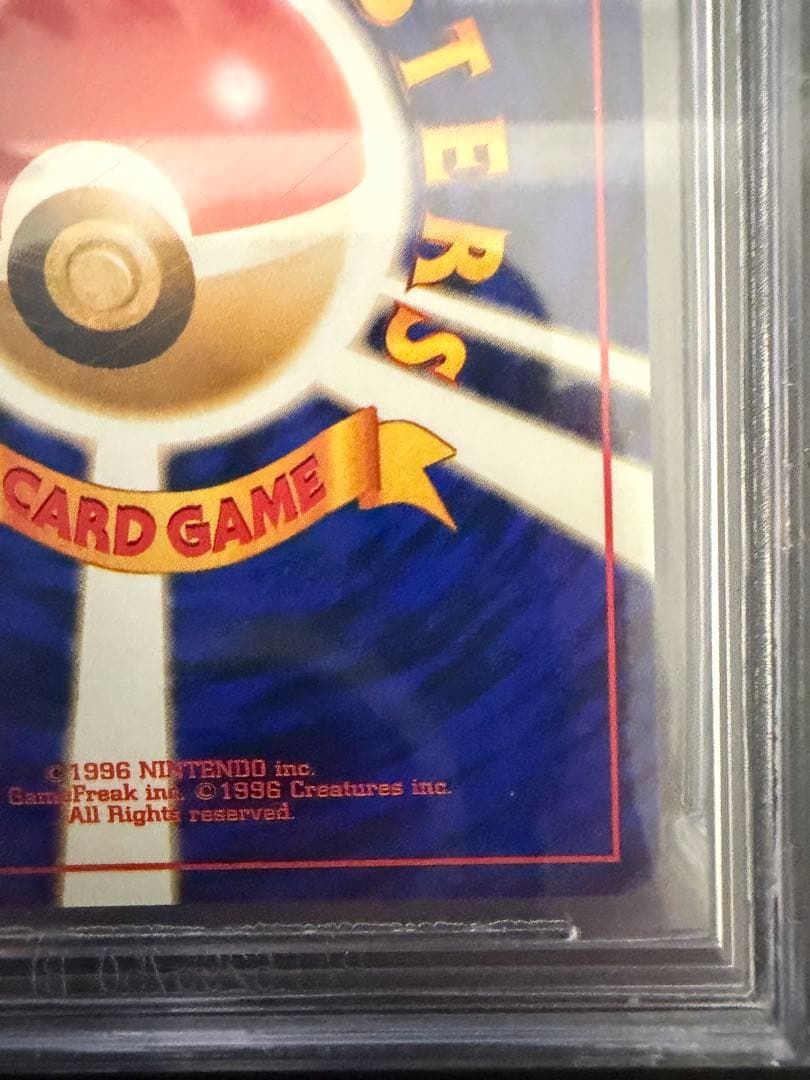 TERS
CARD GAME
©1996 NINTENDO inc.
GameFreak inc. ©1996 Creatures inc.
All Rights reserved.